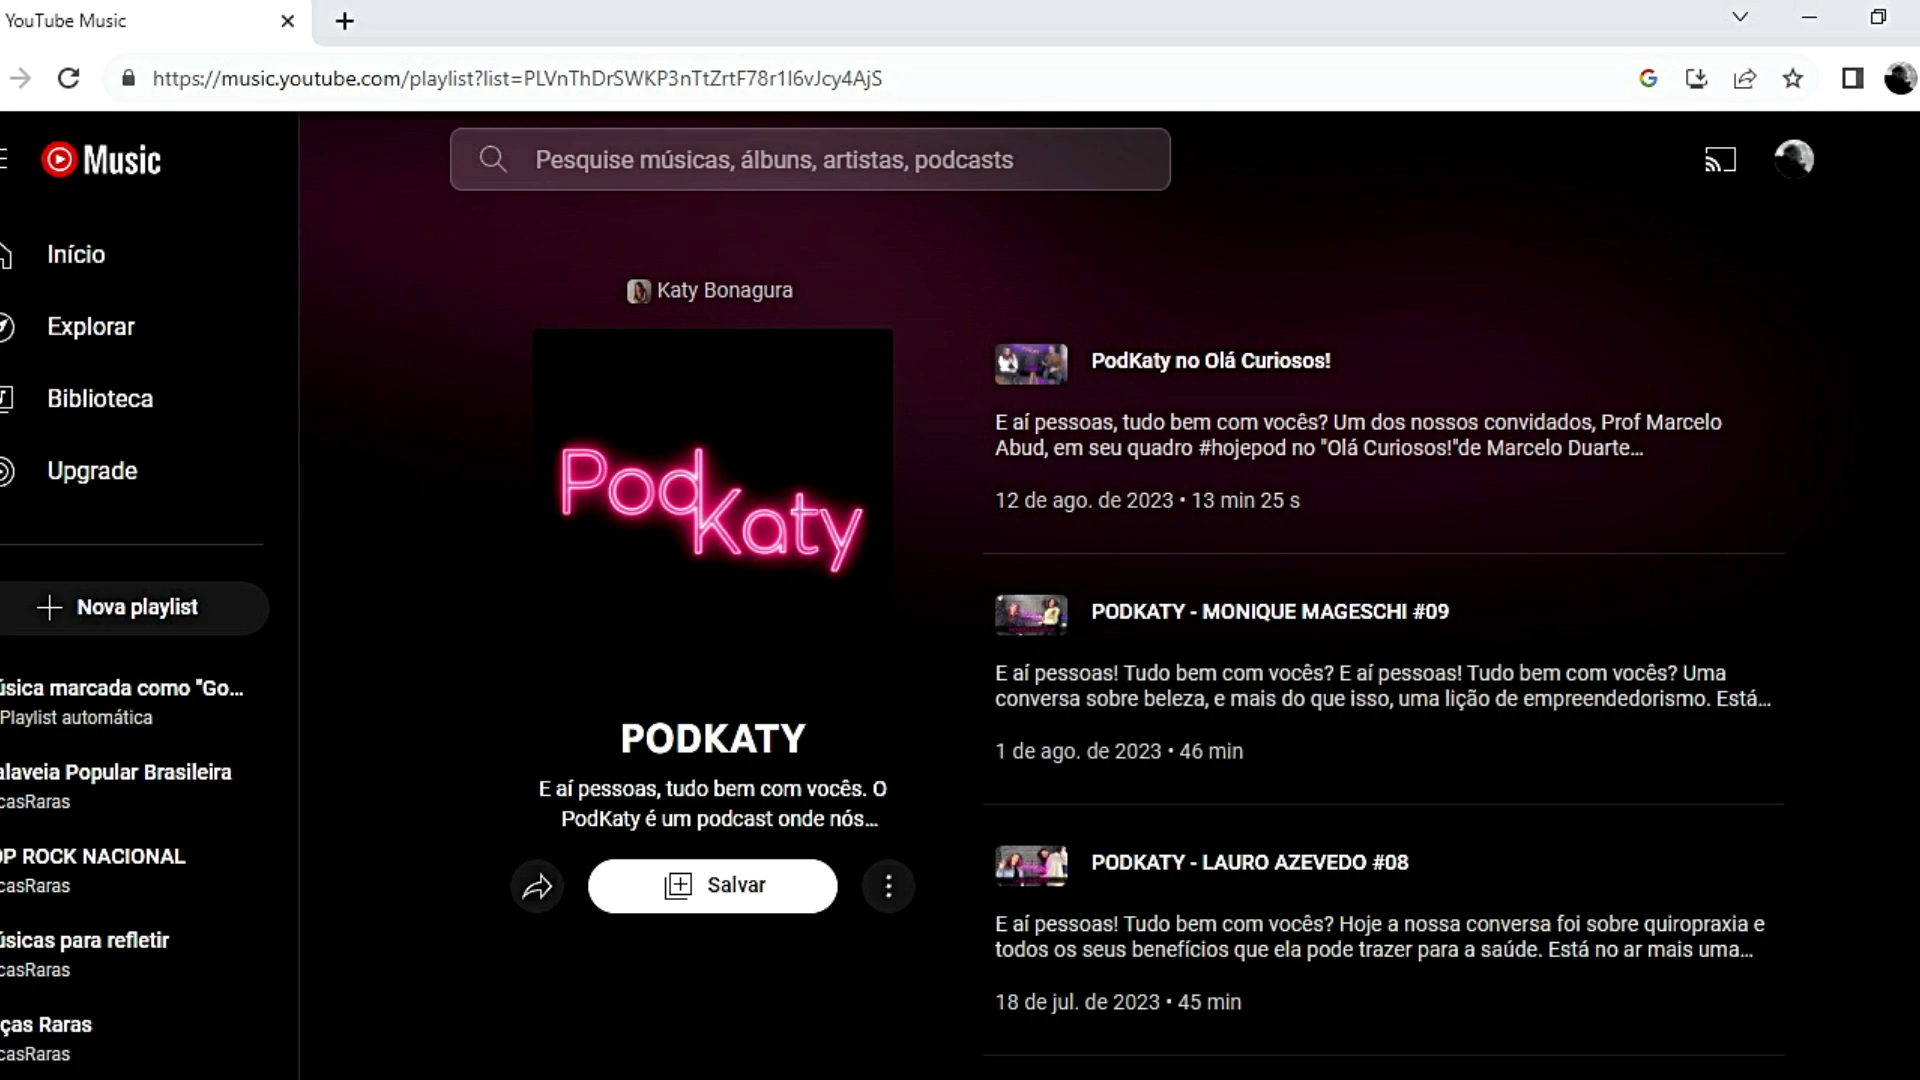 YouTube Music
https://music.youtube.com/playlist?list=PLVnThDrSWKP3nTtZrtF78r1I6vJcy4AjS
Music
Pesquise músicas, álbuns, artistas, podcasts
Início
Explorar
Biblioteca
Upgrade
Nova playlist
úsica marcada como "Go...
Playlist automática
alaveia Popular Brasileira
casRaras
OP ROCK NACIONAL
casRaras
úsicas para refletir
casRaras
ças Raras
casRaras
Katy Bonagura
PodKaty
PODKATY
E aí pessoas, tudo bem com vocês. O
PodKaty é um podcast onde nós...
Salvar
PodKaty no Olá Curiosos!
E aí pessoas, tudo bem com vocês? Um dos nossos convidados, Prof Marcelo
Abud, em seu quadro #hojepod no "Olá Curiosos!"de Marcelo Duarte...
12 de ago. de 2023 • 13 min 25 s
PODKATY - MONIQUE MAGESCHI #09
E aí pessoas! Tudo bem com vocês? E aí pessoas! Tudo bem com vocês? Uma
conversa sobre beleza, e mais do que isso, uma lição de empreendedorismo. Está...
1 de ago. de 2023 • 46 min
PODKATY - LAURO AZEVEDO #08
E aí pessoas! Tudo bem com vocês? Hoje a nossa conversa foi sobre quiropraxia e
todos os seus benefícios que ela pode trazer para a saúde. Está no ar mais uma...
18 de jul. de 2023 • 45 min